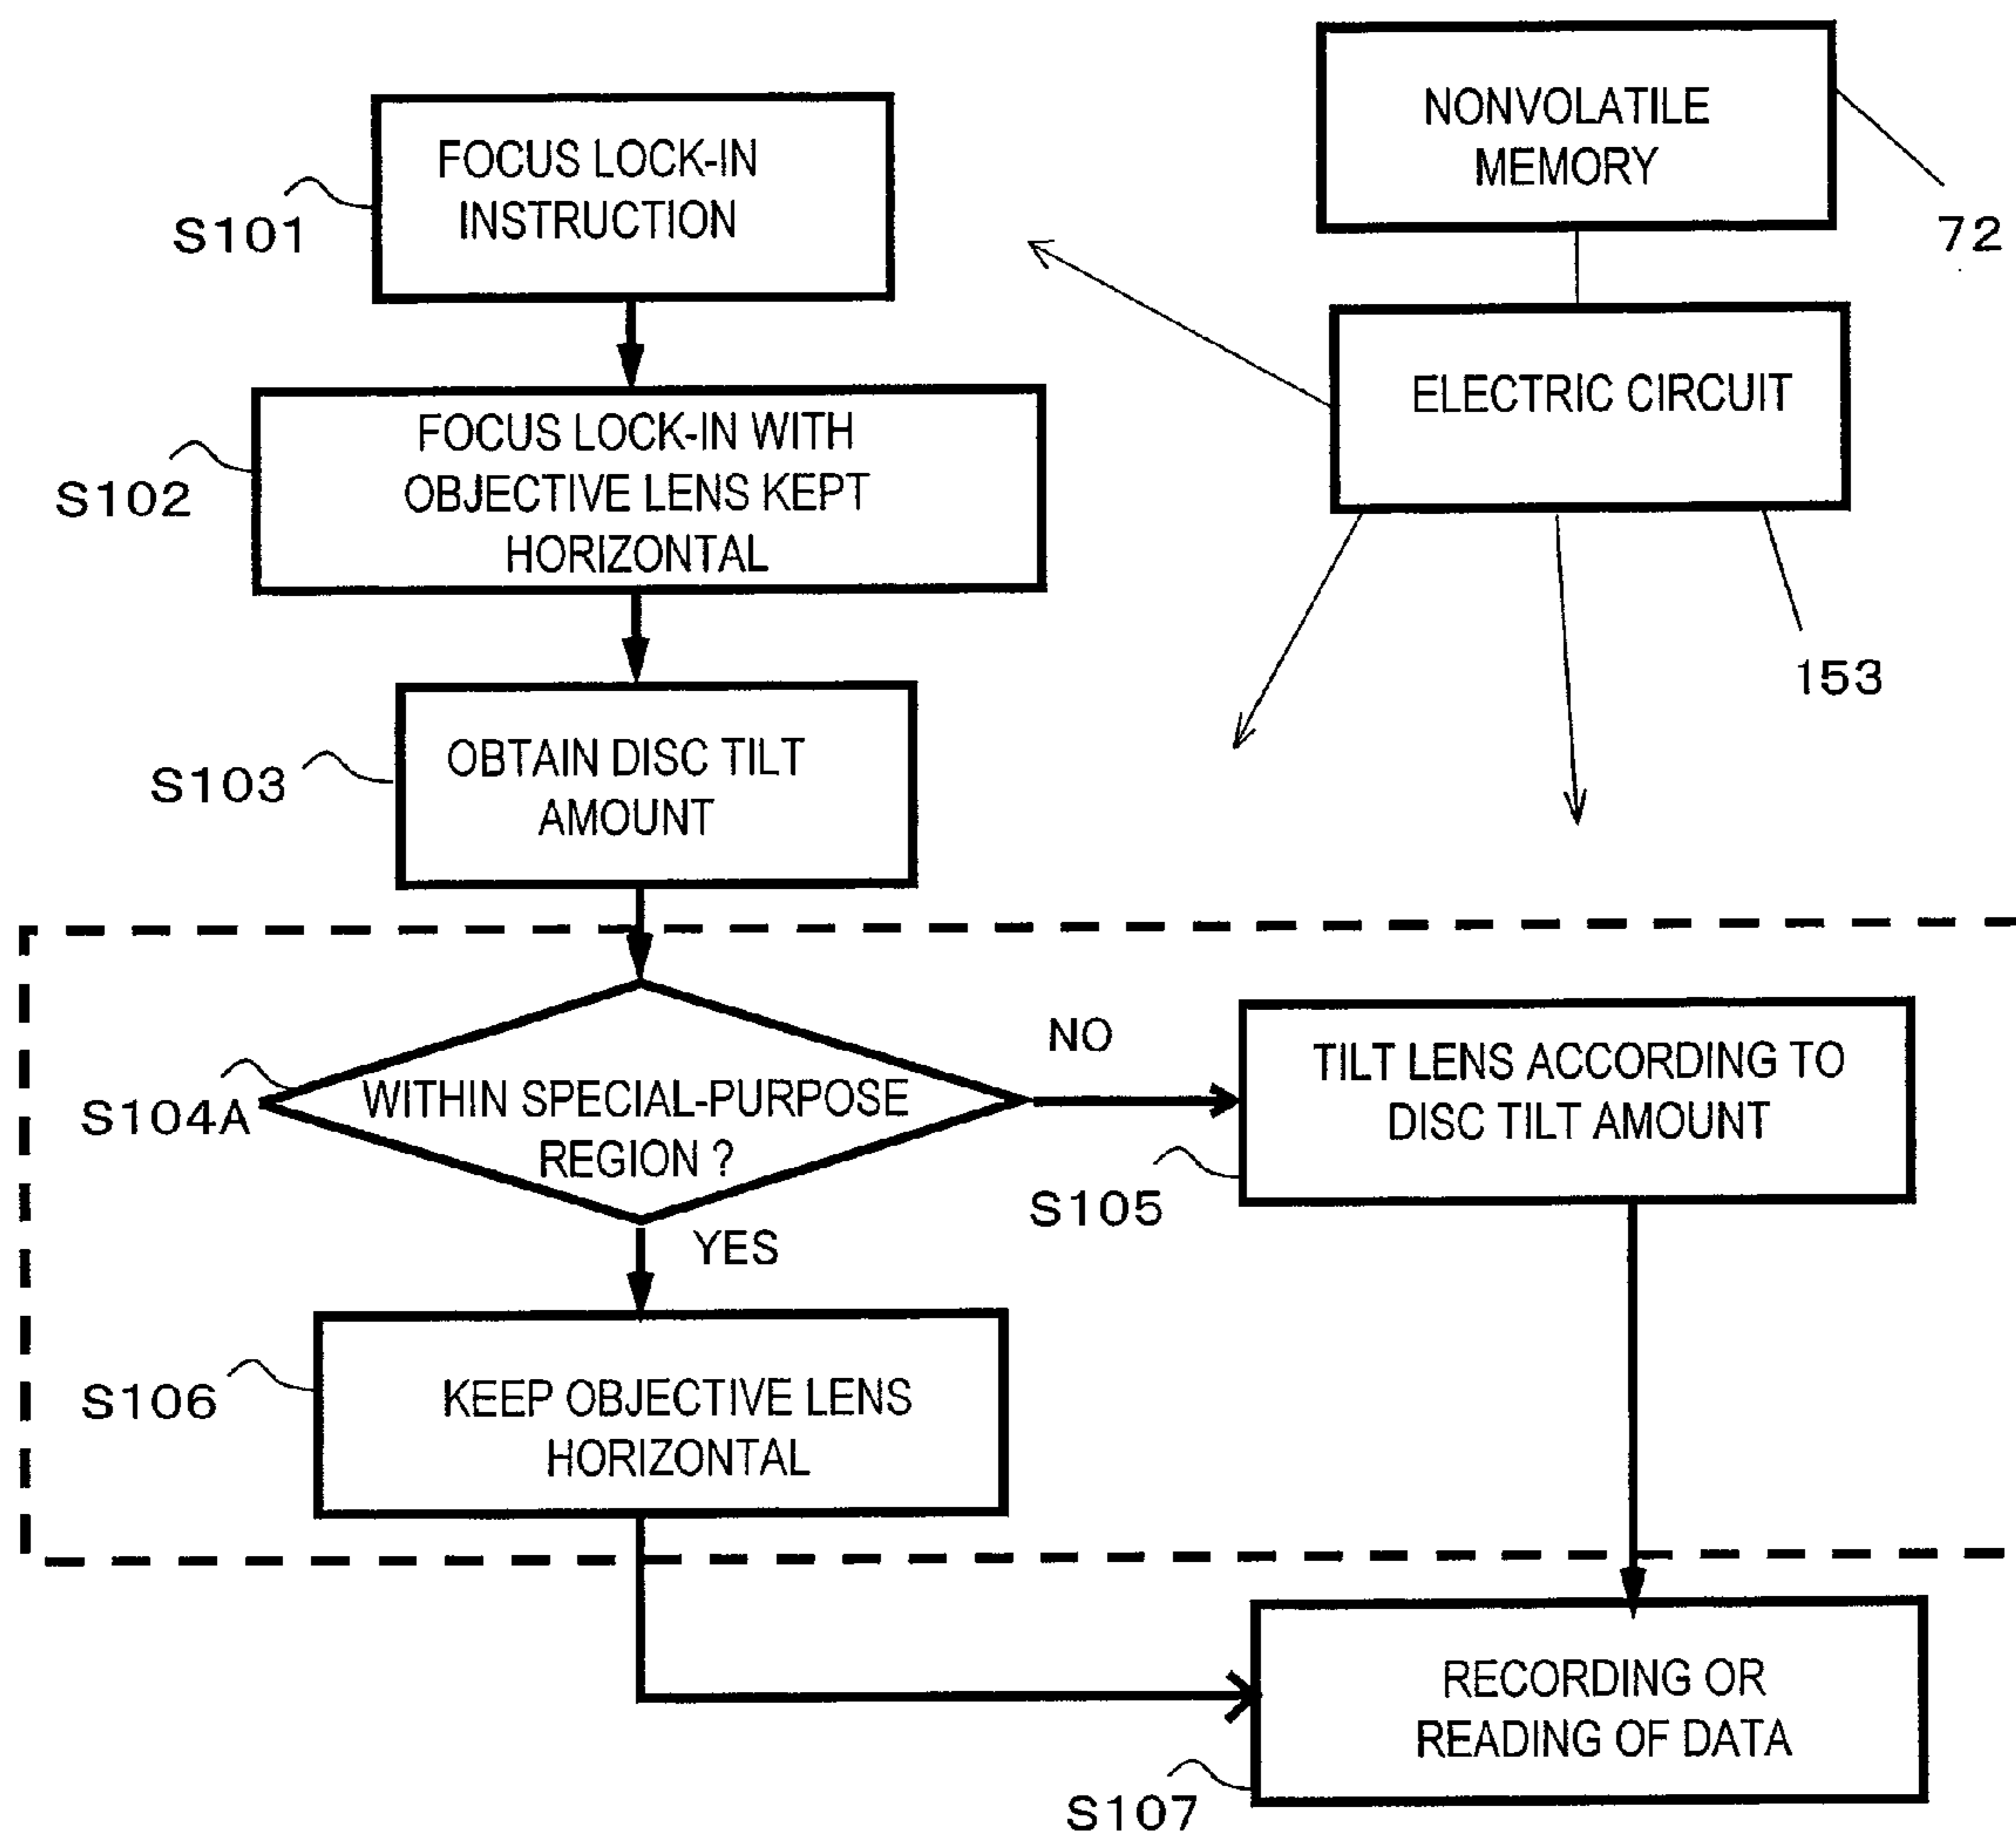 NONVOLATILE
MEMORY
72
FOCUS LOCK-IN
INSTRUCTION
S101
ELECTRIC CIRCUIT
153
FOCUS LOCK-IN WITH
OBJECTIVE LENS KEPT
HORIZONTAL
S102
OBTAIN DISC TILT
AMOUNT
S103
WITHIN SPECIAL-PURPOSE
REGION ?
S104A
NO
YES
TILT LENS ACCORDING TO
DISC TILT AMOUNT
S105
KEEP OBJECTIVE LENS
HORIZONTAL
S106
RECORDING OR
READING OF DATA
S107